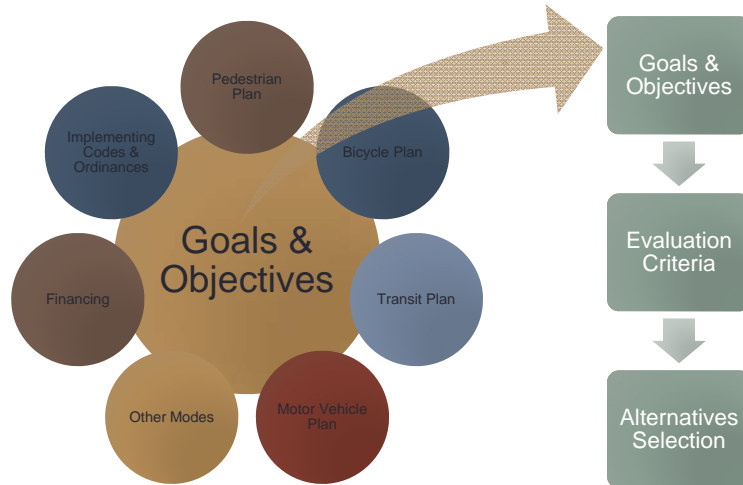 Pedestrian
Plan
Implementing
Codes &
Ordinances
Bicycle Plan
Goals &
Objectives
Financing
Transit Plan
Other Modes
Motor Vehicle
Plan
Goals &
Objectives
Evaluation
Criteria
Alternatives
Selection